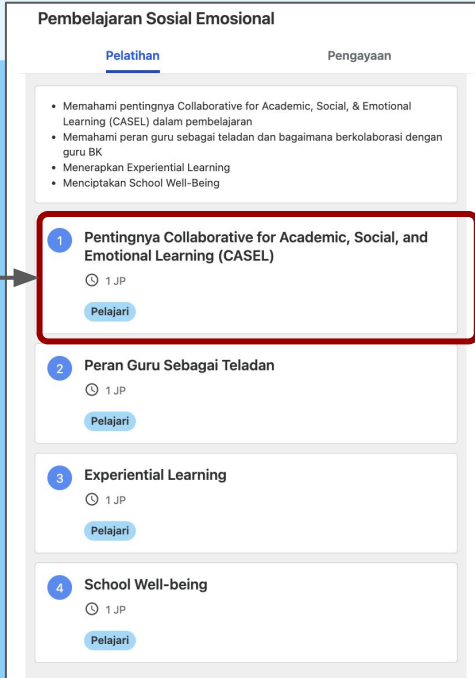 Pembelajaran Sosial Emosional
Pelatihan
Pengayaan
• Memahami pentingnya Collaborative for Academic, Social, & Emotional
Learning (CASEL) dalam pembelajaran
• Memahami peran guru sebagai teladan dan bagaimana berkolaborasi dengan
guru BK
• Menerapkan Experiential Learning
• Menciptakan School Well-Being
1 Pentingnya Collaborative for Academic, Social, and
Emotional Learning (CASEL)
1 JP
Pelajari
2 Peran Guru Sebagai Teladan
1 JP
Pelajari
3 Experiential Learning
1 JP
Pelajari
4 School Well-being
1 JP
Pelajari